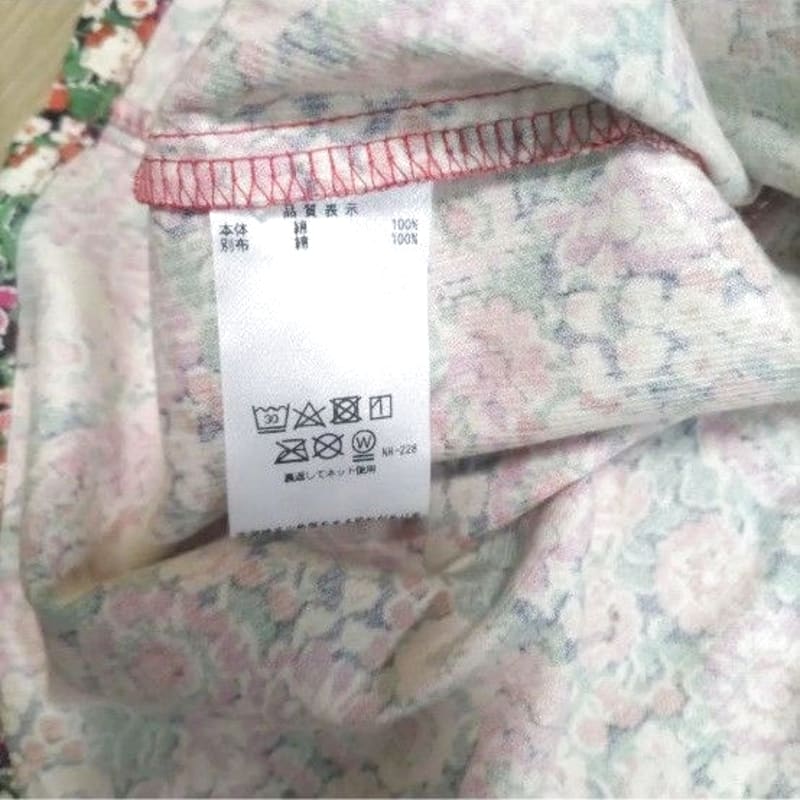 品質表示
本体 綿 100%
別布 綿 100%
30
W NH-228
裏返してネット使用